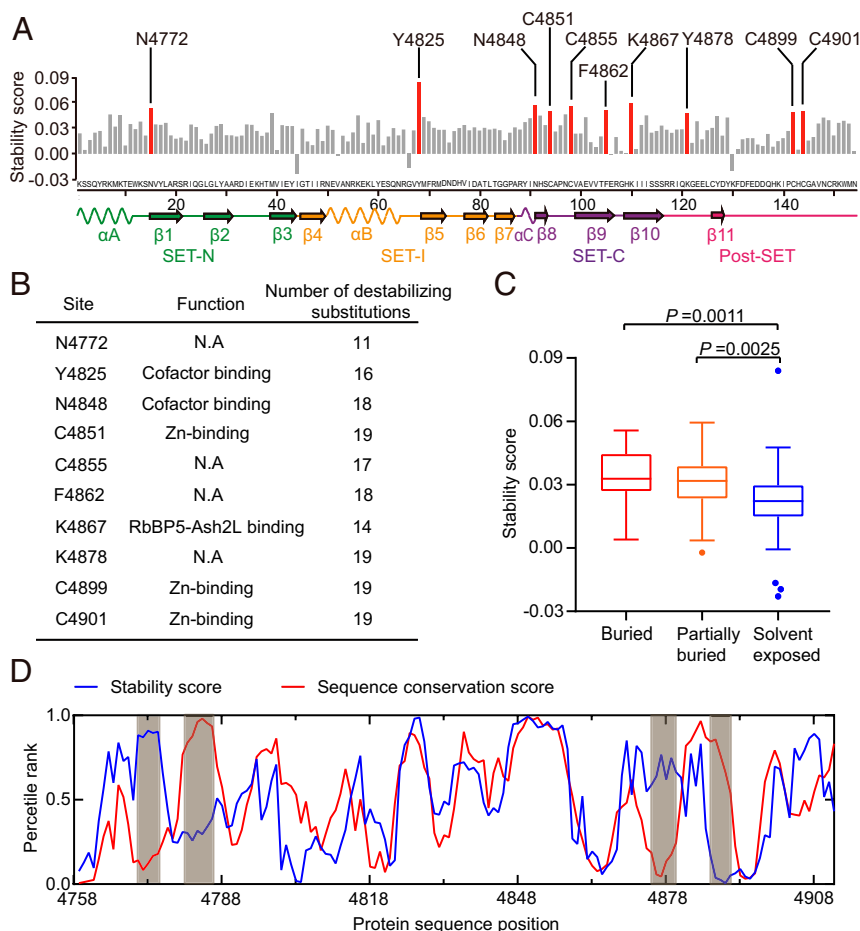 A
N4772
Y4825
N4848
C4851
C4855
F4862
K4867
Y4878
C4899
C4901
Stability score
0.09
0.06
0.03
0.00
-0.03
20 40 60 80 100 120 140
αA β1 β2 β3 β4 αB β5 β6 β7 αC β8 β9 β10 β11
SET-N SET-I SET-C Post-SET
B
Site Function Number of destabilizing substitutions
N4772 N.A 11
Y4825 Cofactor binding 16
N4848 Cofactor binding 18
C4851 Zn-binding 19
C4855 N.A 17
F4862 N.A 18
K4867 RbBP5-Ash2L binding 14
K4878 N.A 19
C4899 Zn-binding 19
C4901 Zn-binding 19
C
P =0.0011
P =0.0025
Stability score
0.09
0.06
0.03
0.00
-0.03
Buried Partially buried Solvent exposed
D
Stability score Sequence conservation score
Percetile rank
1.0
0.5
0.0
4758 4788 4818 4848 4878 4908
Protein sequence position